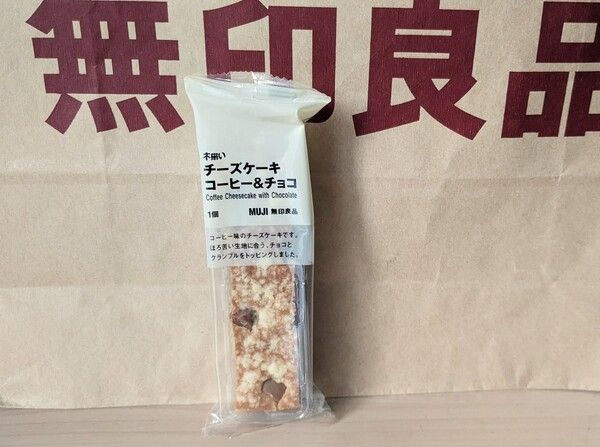 無印良品
不揃い
チーズケーキ
コーヒー&チョコ
Coffee Cheesecake with Chocolate
1個
MUJI 無印良品
コーヒー味のチーズケーキです。
ほろ苦い生地に合う、チョコと
クランブルをトッピングしました。